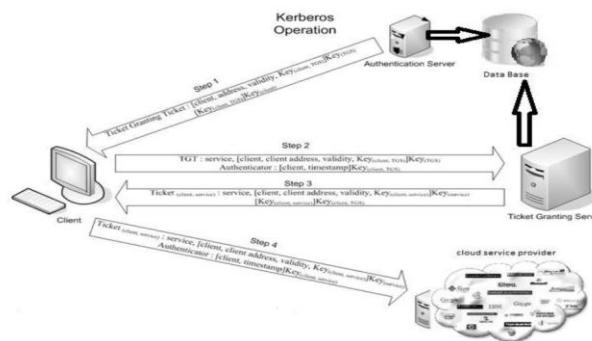 Kerberos
Operation
Authentication Server
Data Base
Step 1
Ticket Granting Ticket : [client, address, validity, Key(client, TGS)]Key(TGS)
[Key(client, TGS)]Key(client)
Step 2
TGT : service, [client, client address, validity, Key(client, TGS)]Key(TGS)
Authenticator : [client, timestamp]Key(client, TGS)
Step 3
Ticket (client, service) : service, [client, client address, validity, Key(client, service)]Key(service)
[Key(client, service)]Key(client, TGS)
Client
Ticket Granting Serv
Step 4
Ticket (client, service) : service, [client, client address, validity, Key(client, service)]Key(service)
Authenticator : [client, timestamp]Key(client, service)
cloud service provider
Google